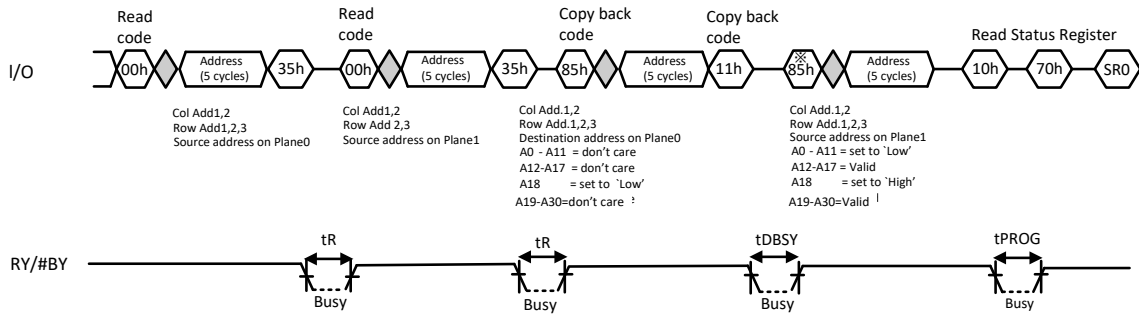 Read
code
Read
code
Copy back
code
Copy back
code
Read Status Register
I/O
00h
Address
(5 cycles)
35h
00h
Address
(5 cycles)
35h
85h
Address
(5 cycles)
11h
※
85h
Address
(5 cycles)
10h
70h
SR0
Col Add1,2
Row Add1,2,3
Source address on Plane0
Col Add1,2
Row Add 2,3
Source address on Plane1
Col Add.1,2
Row Add.1,2,3
Destination address on Plane0
A0 - A11 = don't care
A12-A17 = don't care
A18 = set to `Low'
A19-A30=don't care
Col Add.1,2
Row Add.1,2,3
Source address on Plane1
A0 - A11 = set to `Low'
A12-A17 = Valid
A18 = set to `High'
A19-A30=Valid
RY/#BY
tR
Busy
tR
Busy
tDBSY
Busy
tPROG
Busy